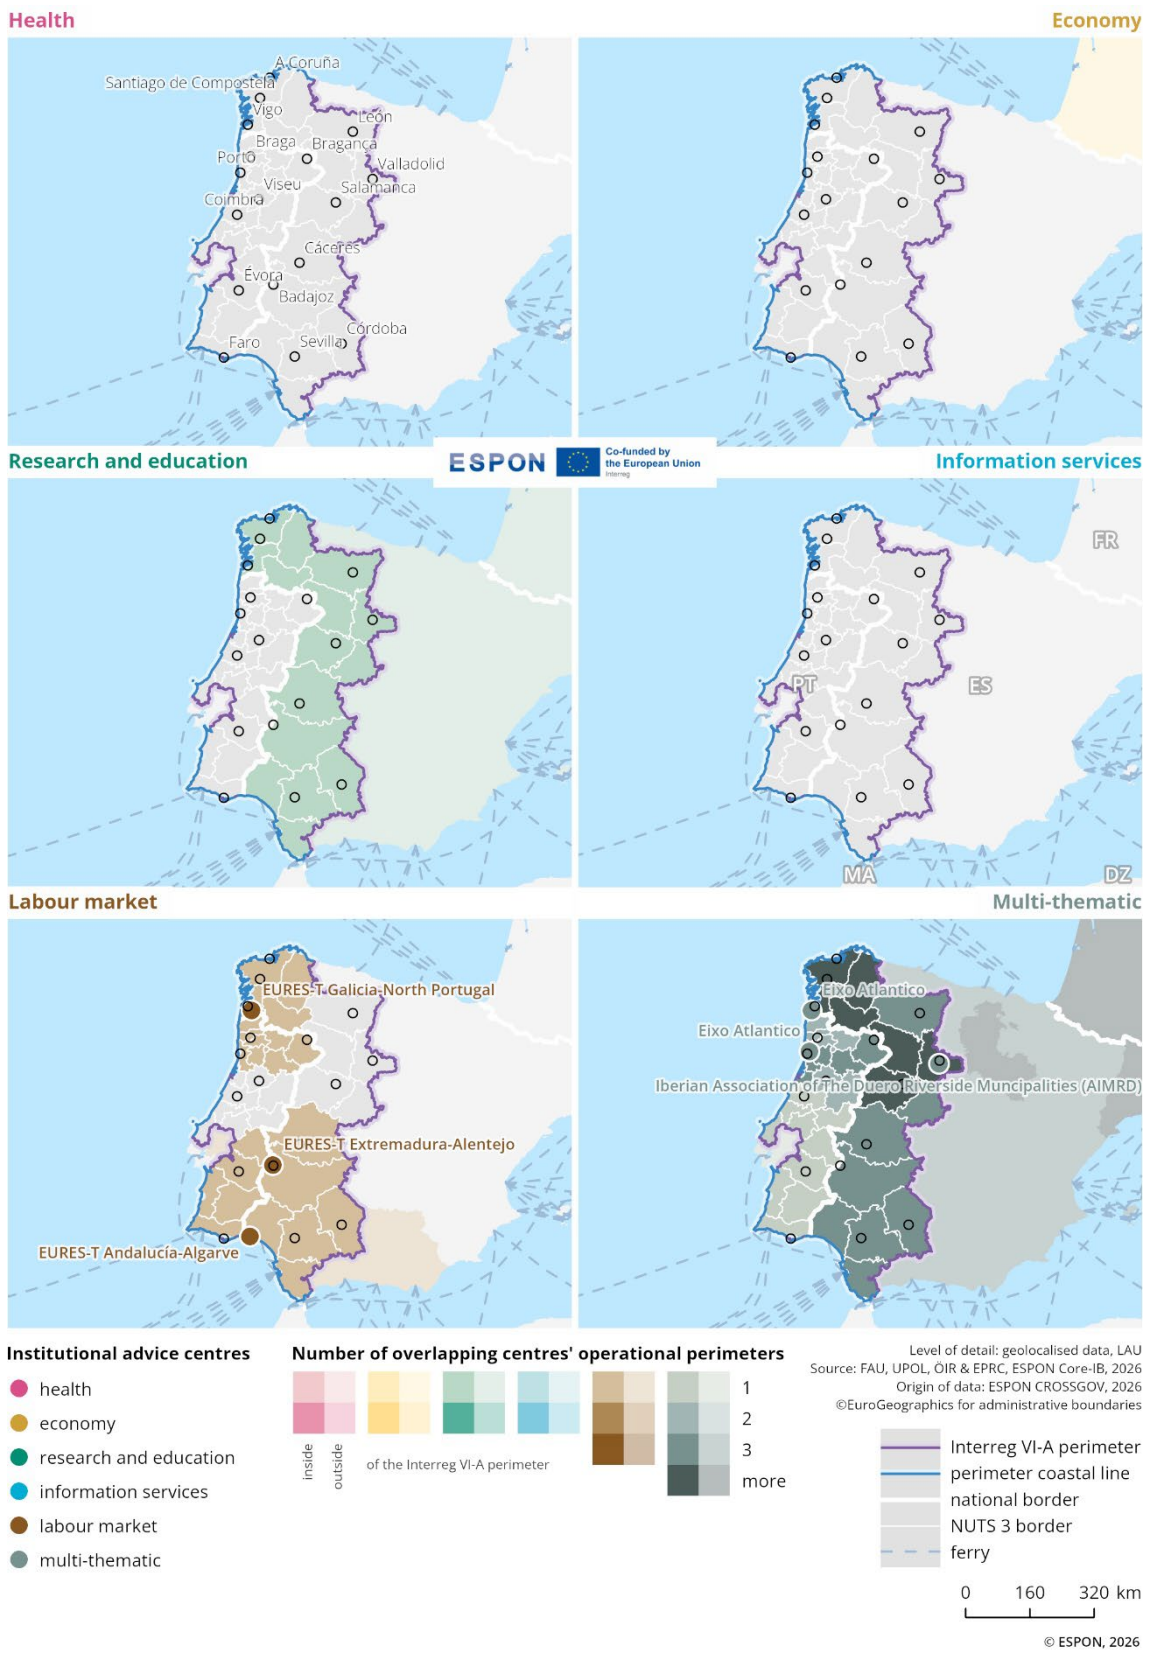 Health
Economy
A Coruña
Santiago de Compostela
Vigo
León
Braga
Bragança
Porto
Valladolid
Viseu
Salamanca
Coimbra
Cáceres
Évora
Badajoz
Córdoba
Faro
Sevilla
Research and education
ESPON
Co-funded by
the European Union
Interreg
Information services
FR
PT
ES
MA
DZ
Labour market
Multi-thematic
EURES-T Galicia-North Portugal
EURES-T Extremadura-Alentejo
EURES-T Andalucía-Algarve
Eixo Atlantico
Eixo Atlantico
Iberian Association of The Duero Riverside Muncipalities (AIMRD)
Institutional advice centres
health
economy
research and education
information services
labour market
multi-thematic
Number of overlapping centres' operational perimeters
1
2
3
more
inside
outside
of the Interreg VI-A perimeter
Level of detail: geolocalised data, LAU
Source: FAU, UPOL, ÖIR & EPRC, ESPON Core-IB, 2026
Origin of data: ESPON CROSSGOV, 2026
©EuroGeographics for administrative boundaries
Interreg VI-A perimeter
perimeter coastal line
national border
NUTS 3 border
ferry
0 160 320 km
© ESPON, 2026